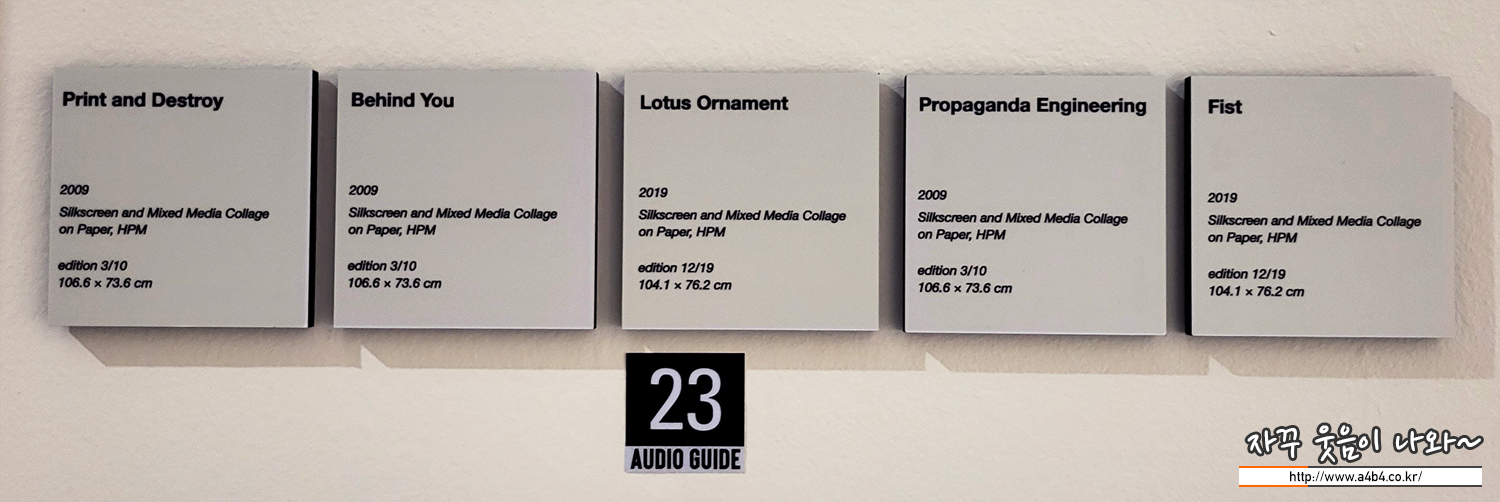 Print and Destroy
2009
Silkscreen and Mixed Media Collage
on Paper, HPM
edition 3/10
106.6 × 73.6 cm
Behind You
2009
Silkscreen and Mixed Media Collage
on Paper, HPM
edition 3/10
106.6 × 73.6 cm
Lotus Ornament
2019
Silkscreen and Mixed Media Collage
on Paper, HPM
edition 12/19
104.1 × 76.2 cm
Propaganda Engineering
2009
Silkscreen and Mixed Media Collage
on Paper, HPM
edition 3/10
106.6 × 73.6 cm
Fist
2019
Silkscreen and Mixed Media Collage
on Paper, HPM
edition 12/19
104.1 × 76.2 cm
23
AUDIO GUIDE
자꾸 웃음이 나와~
http://www.a4b4.co.kr/